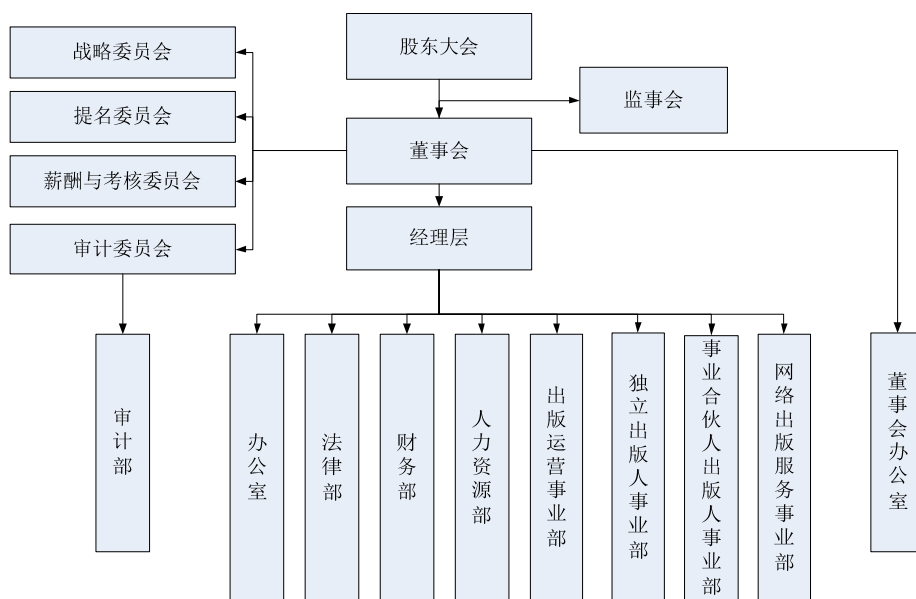 战略委员会
股东大会
提名委员会
监事会
董事会
薪酬与考核委员会
审计委员会
经理层
审计部
办公室
法律部
财务部
人力资源部
出版运营事业部
独立出版人事业部
事业合伙人出版人事业部
网络出版服务事业部
董事会办公室